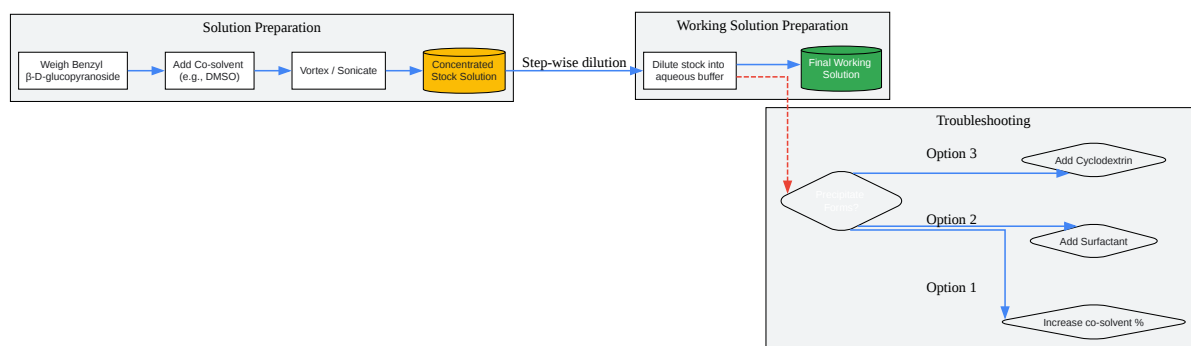 Solution Preparation
Weigh Benzyl
β-D-glucopyranoside
Add Co-solvent
(e.g., DMSO)
Vortex / Sonicate
Concentrated
Stock Solution
Step-wise dilution
Working Solution Preparation
Dilute stock into
aqueous buffer
Final Working
Solution
Troubleshooting
Precipitate
Forms?
Option 3
Add Cyclodextrin
Option 2
Add Surfactant
Option 1
Increase co-solvent %